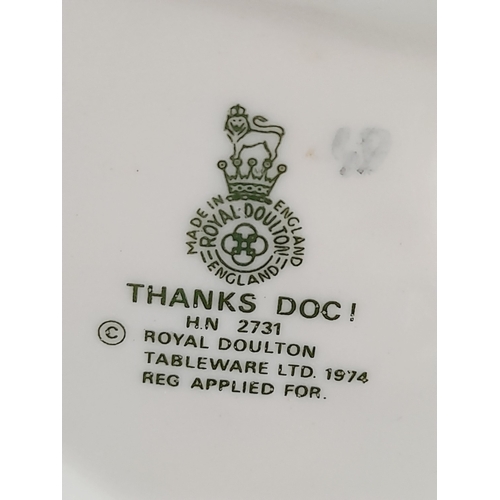 MADE IN ENGLAND
ROYAL DOULTON
ENGLAND
THANKS DOC!
H.N 2731
© ROYAL DOULTON
TABLEWARE LTD. 1974
REG APPLIED FOR.